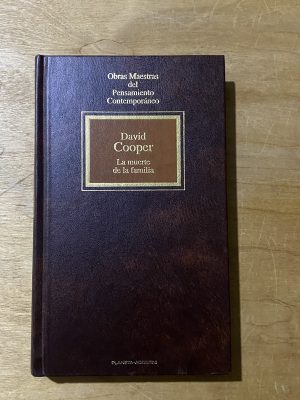 Obras Maestras
del
Pensamiento
Contemporáneo
David
Cooper
La muerte
de la familia
PLANETA-AGOSTINI